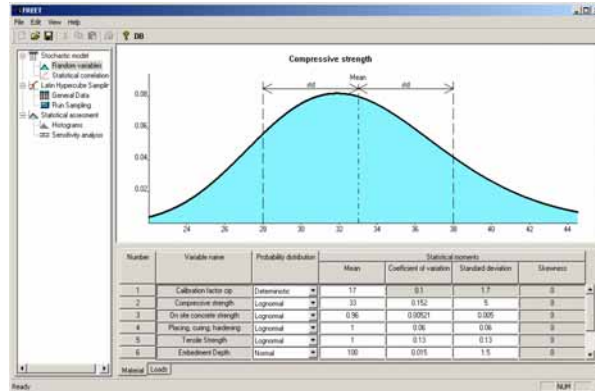 FREET
File Edit View Help
DB
Stochastic model
Random variables
Statistical correlation
Latin Hypercube Samplin
General Data
Run Sampling
Statistical assesment
Histograms
Sensitivity analyse
Compressive strength
Mean
std std
0.08
0.06
0.04
0.02
24 26 28 30 32 34 36 38 40 42 44
Number Variable name Probability distribution Statistical moments
Mean Coefficient of variation Standard deviation Skewness
1 Calibration factor cip Deterministic 17 0.1 1.7 0
2 Compressive strength Lognormal 33 0.152 5 0
3 On site concrete strength Lognormal 0.96 0.00521 0.005 0
4 Placing, curing, hardening Lognormal 1 0.06 0.06 0
5 Tensile Strength Lognormal 1 0.13 0.13 0
6 Embedment Depth Normal 100 0.015 1.5 0
Material Loads
Ready NUM